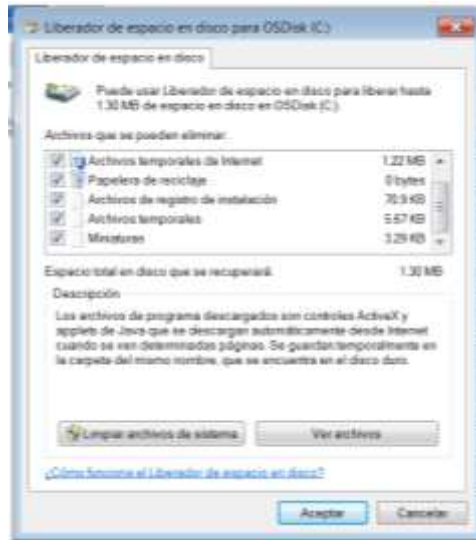 Liberador de espacio en disco para OSDisk (C:)
Liberador de espacio en disco
Puede usar Liberador de espacio en disco para liberar hasta
1.30 MB de espacio en disco en OSDisk (C:).
Archivos que se pueden eliminar:
Archivos temporales de Internet 1.22 MB
Papelera de reciclaje 0 bytes
Archivos de registro de instalación 70.9 KB
Archivos temporales 5.67 KB
Miniaturas 3.29 KB
Espacio total en disco que se recuperará: 1.30 MB
Descripción
Los archivos de programa descargados son controles ActiveX y
applets de Java que se descargan automáticamente desde Internet
cuando se ven determinadas páginas. Se guardan temporalmente en
la carpeta del mismo nombre, que se encuentra en el disco duro.
Limpiar archivos de sistema Ver archivos
¿Cómo funciona el Liberador de espacio en disco?
Aceptar Cancelar